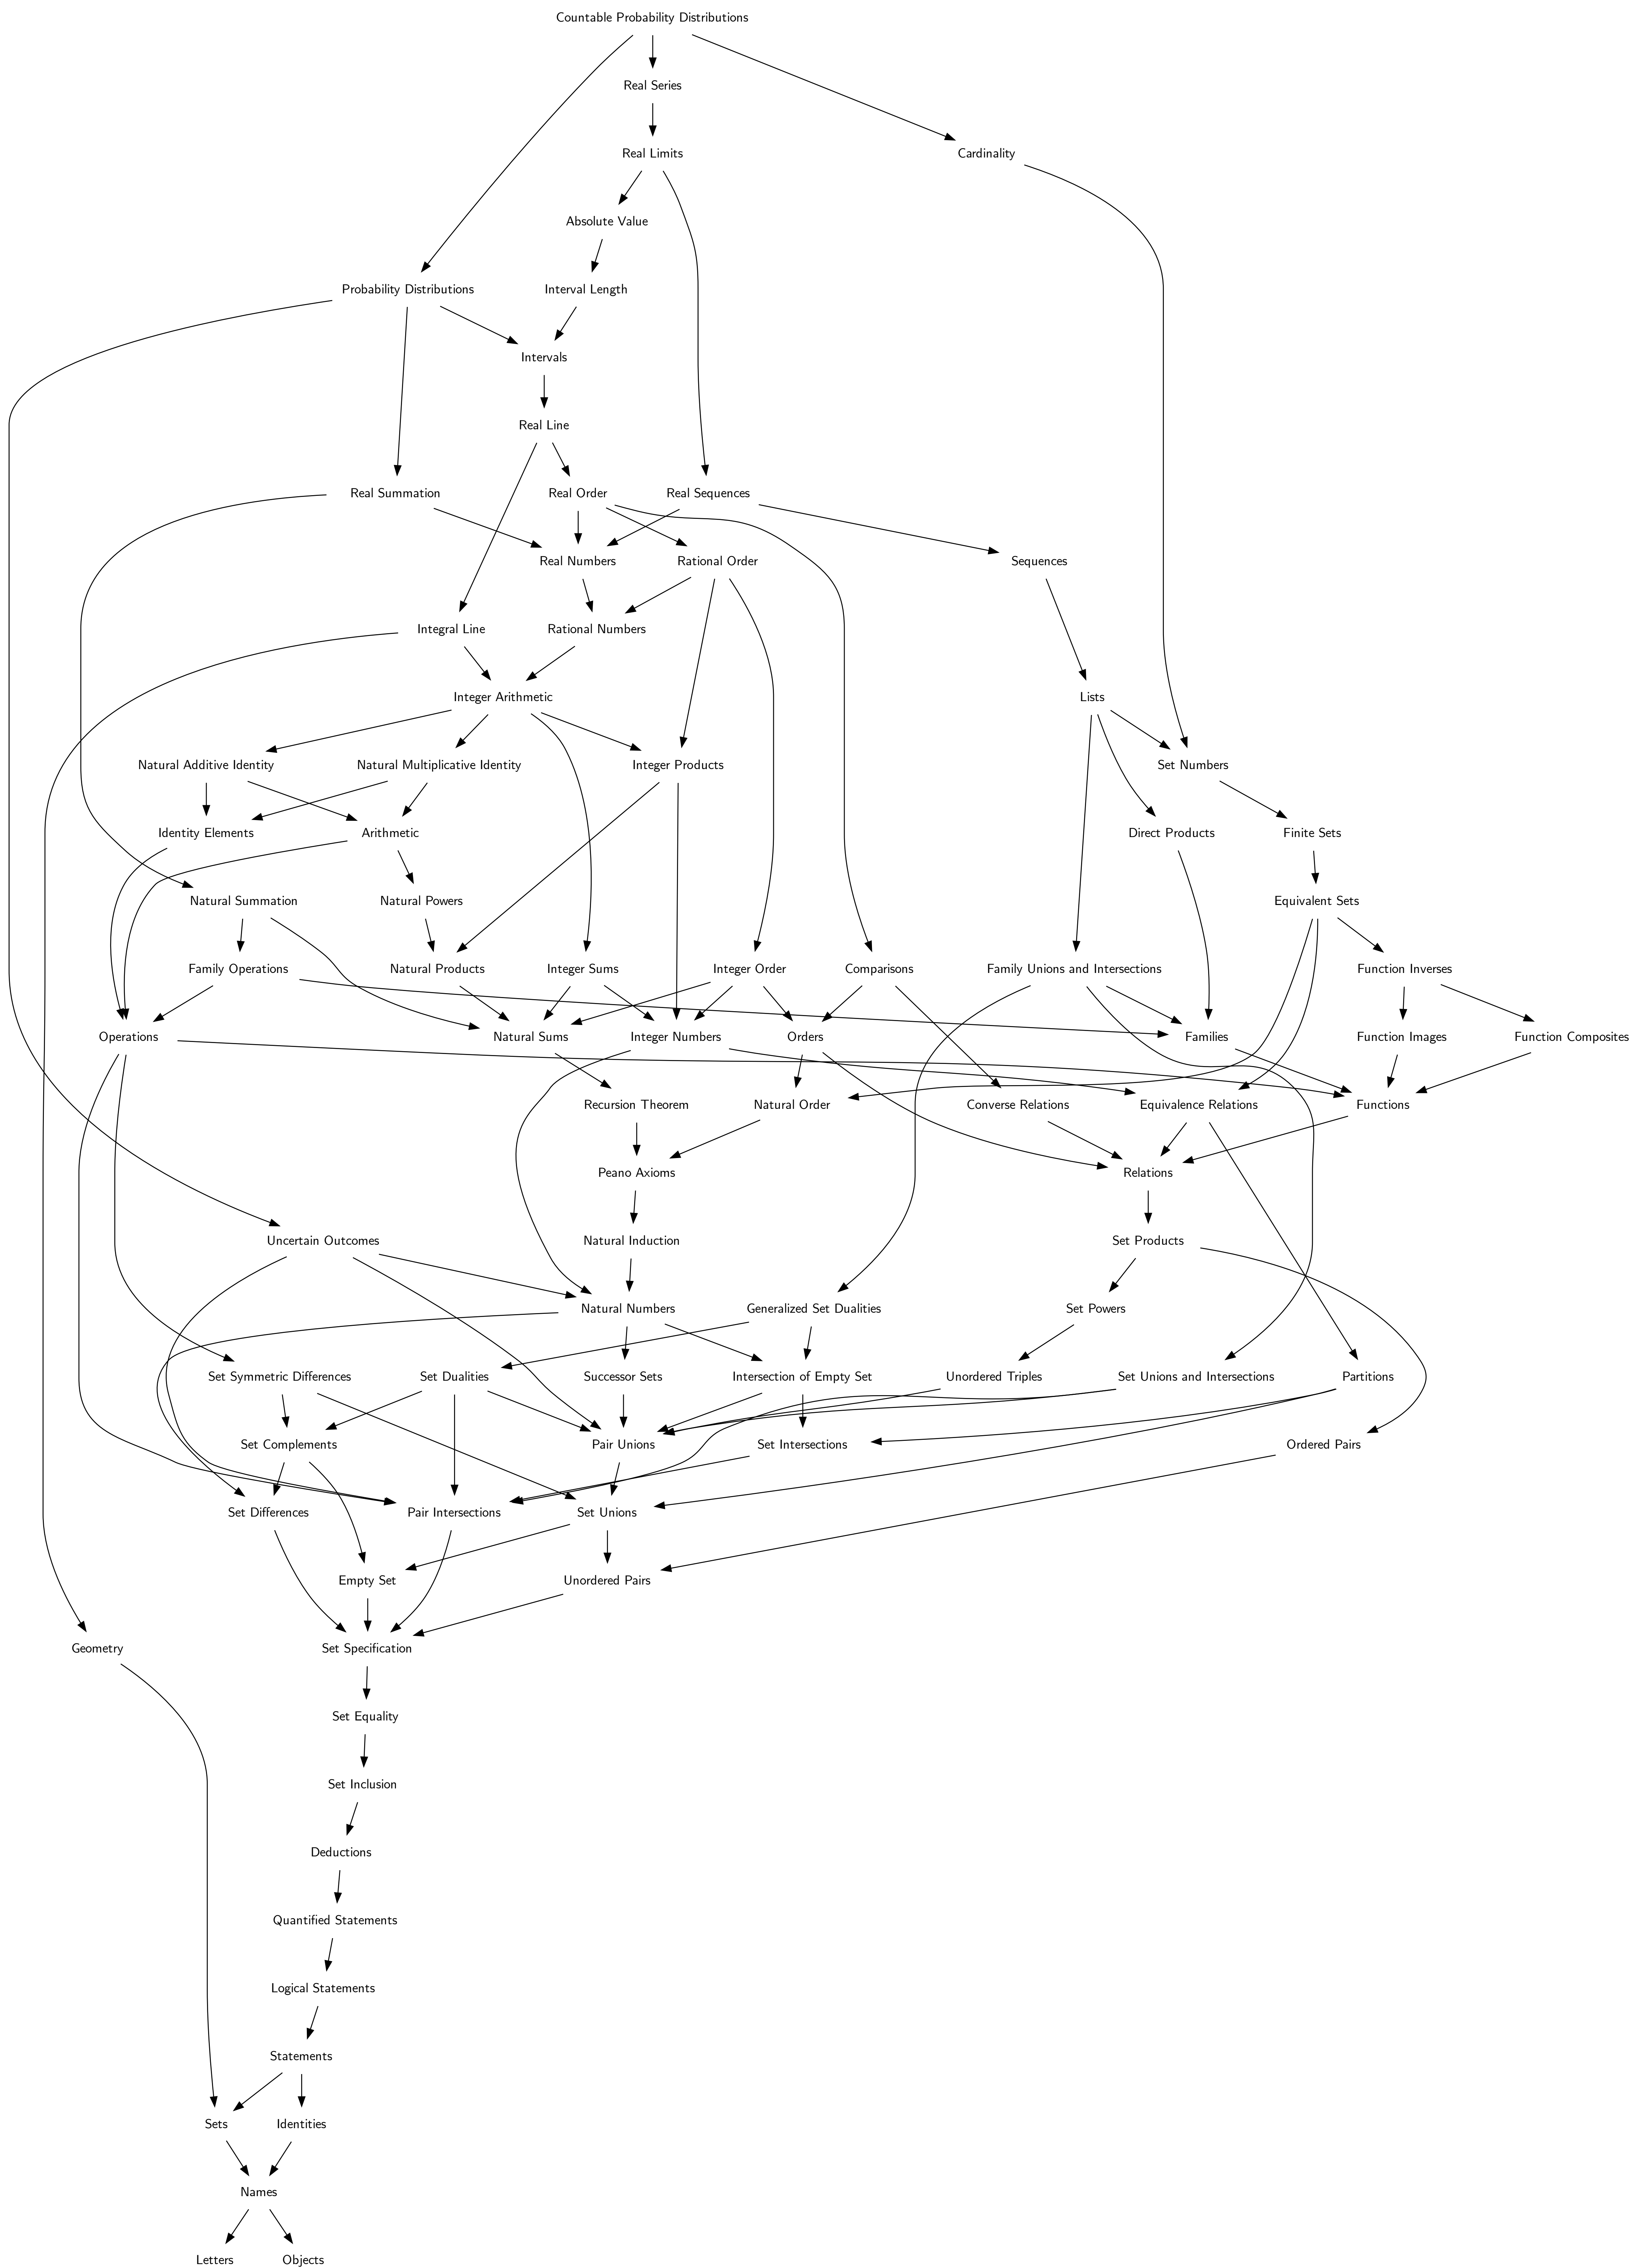 Countable Probability Distributions
Real Series
Real Limits
Cardinality
Absolute Value
Probability Distributions
Interval Length
Intervals
Real Line
Real Summation
Real Order
Real Sequences
Real Numbers
Rational Order
Sequences
Integral Line
Rational Numbers
Integer Arithmetic
Lists
Natural Additive Identity
Natural Multiplicative Identity
Integer Products
Set Numbers
Identity Elements
Arithmetic
Direct Products
Finite Sets
Natural Summation
Natural Powers
Equivalent Sets
Family Operations
Natural Products
Integer Sums
Integer Order
Comparisons
Family Unions and Intersections
Function Inverses
Operations
Natural Sums
Integer Numbers
Orders
Families
Function Images
Function Composites
Recursion Theorem
Natural Order
Converse Relations
Equivalence Relations
Functions
Peano Axioms
Relations
Uncertain Outcomes
Natural Induction
Set Products
Natural Numbers
Generalized Set Dualities
Set Powers
Set Symmetric Differences
Set Dualities
Successor Sets
Intersection of Empty Set
Unordered Triples
Set Unions and Intersections
Partitions
Set Complements
Pair Unions
Set Intersections
Ordered Pairs
Set Differences
Pair Intersections
Set Unions
Empty Set
Unordered Pairs
Geometry
Set Specification
Set Equality
Set Inclusion
Deductions
Quantified Statements
Logical Statements
Statements
Sets
Identities
Names
Letters
Objects